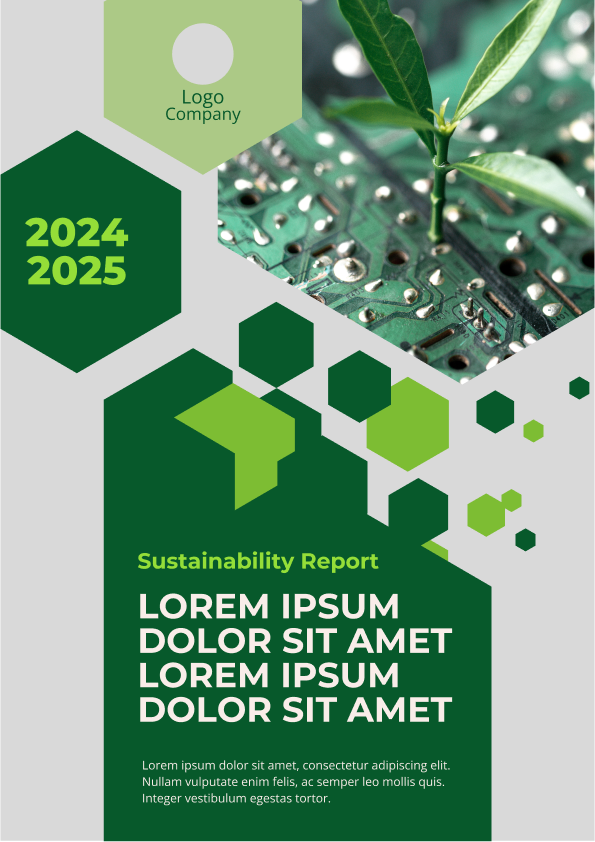 Logo
Company
2024
2025
Sustainability Report
LOREM IPSUM
DOLOR SIT AMET
LOREM IPSUM
DOLOR SIT AMET
Lorem ipsum dolor sit amet, consectetur adipiscing elit.
Nullam vulputate enim felis, ac semper leo mollis quis.
Integer vestibulum egestas tortor.